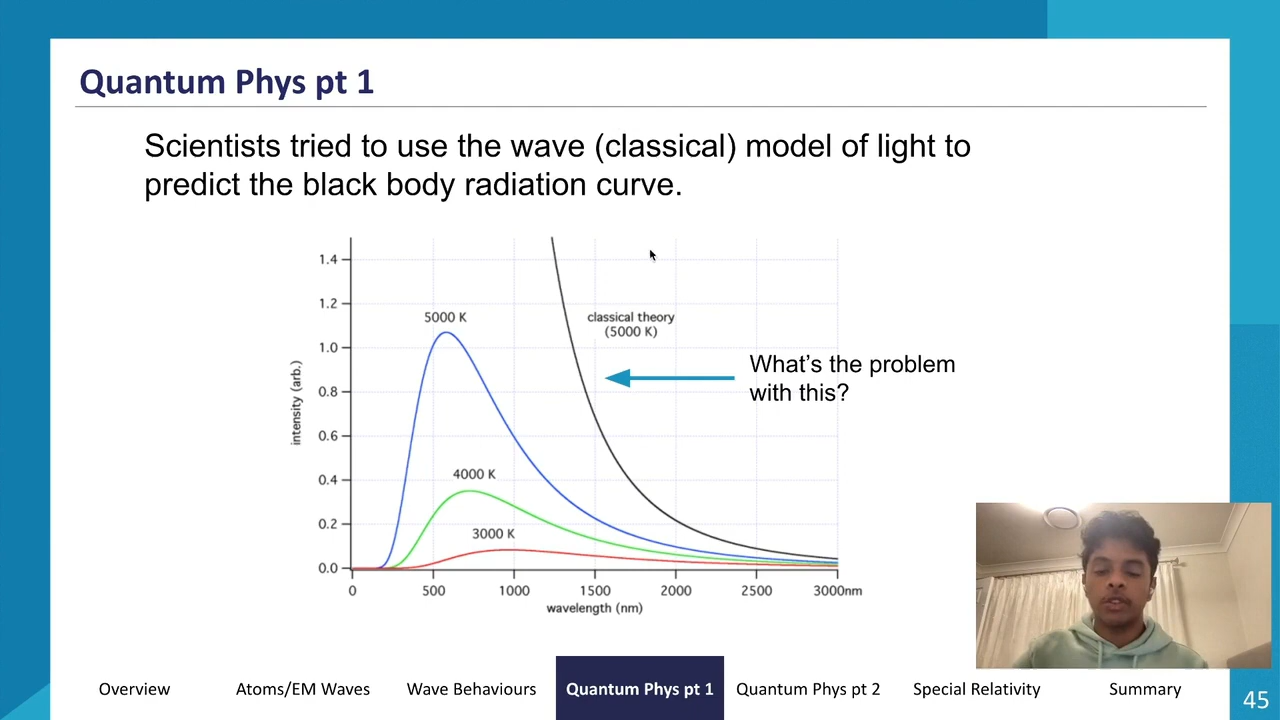 Quantum Phys pt 1
Scientists tried to use the wave (classical) model of light to
predict the black body radiation curve.
1.4
1.2
1.0
0.8
0.6
0.4
0.2
0.0
intensity (arb.)
5000 K
4000 K
3000 K
classical theory
(5000 K)
What's the problem
with this?
0 500 1000 1500 2000 2500 3000nm
wavelength (nm)
Overview Atoms/EM Waves Wave Behaviours Quantum Phys pt 1 Quantum Phys pt 2 Special Relativity Summary
45